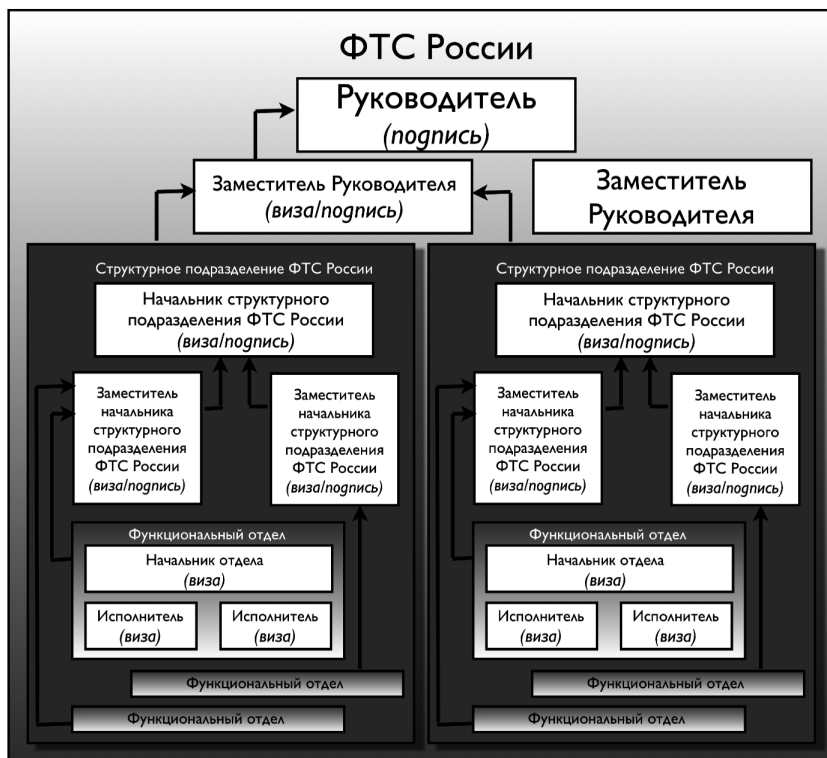 ФТС России
Руководитель
(подпись)
Заместитель Руководителя
(виза/подпись)
Заместитель
Руководителя
Структурное подразделение ФТС России
Начальник структурного
подразделения ФТС России
(виза/подпись)
Заместитель
начальника
структурного
подразделения
ФТС России
(виза/подпись)
Заместитель
начальника
структурного
подразделения
ФТС России
(виза/подпись)
Функциональный отдел
Начальник отдела
(виза)
Исполнитель
(виза)
Исполнитель
(виза)
Функциональный отдел
Функциональный отдел
Структурное подразделение ФТС России
Начальник структурного
подразделения ФТС России
(виза/подпись)
Заместитель
начальника
структурного
подразделения
ФТС России
(виза/подпись)
Заместитель
начальника
структурного
подразделения
ФТС России
(виза/подпись)
Функциональный отдел
Начальник отдела
(виза)
Исполнитель
(виза)
Исполнитель
(виза)
Функциональный отдел
Функциональный отдел